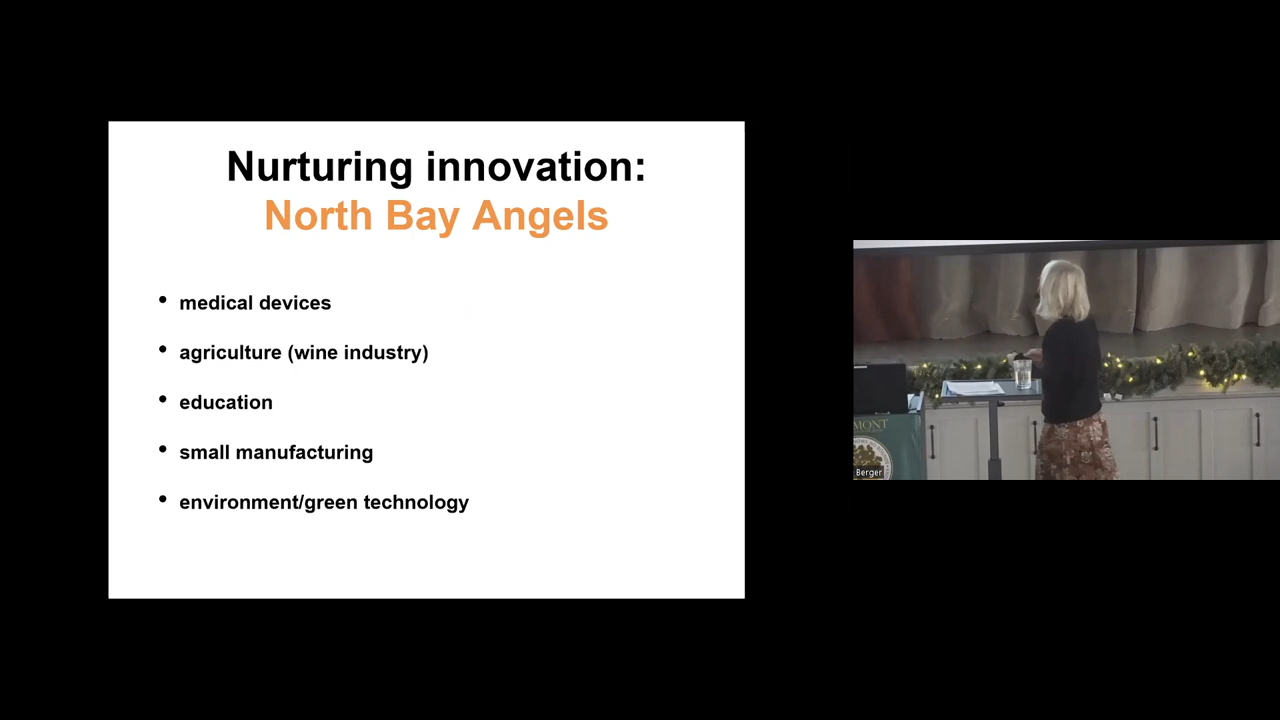 Nurturing innovation:
North Bay Angels
• medical devices
• agriculture (wine industry)
• education
• small manufacturing
• environment/green technology
MONT
Berger